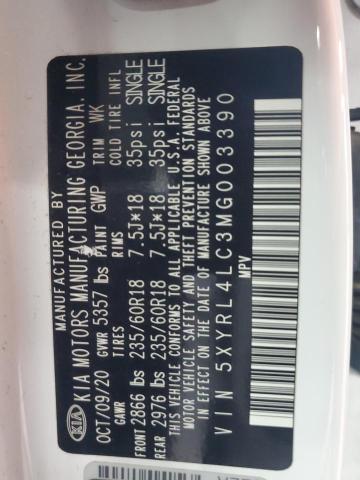 KIA
MANUFACTURED BY
KIA MOTORS MANUFACTURING GEORGIA. INC.
OCT/09/20 GVWR 5357 lbs PAINT GWP TRIM WK
GAWR TIRES RIMS COLD TIRE INFL
FRONT 2866 lbs 235/60R18 7.5J*18 35psi SINGLE
REAR 2976 lbs 235/60R18 7.5J*18 35psi SINGLE
THIS VEHICLE CONFORMS TO ALL APPLICABLE U.S.A. FEDERAL
MOTOR VEHICLE SAFETY AND THEFT PREVENTION STANDARDS
IN EFFECT ON THE DATE OF MANUFACTURE SHOWN ABOVE
VIN 5XYRL4LC3MG003390
MPV